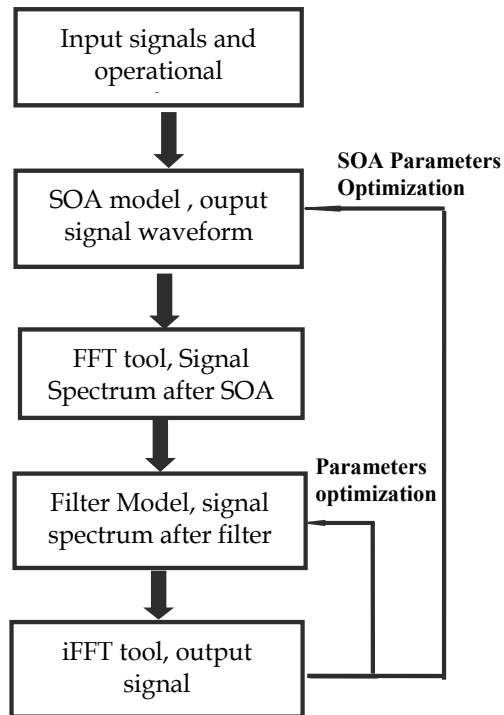 Input signals and
operational
SOA Parameters
Optimization
SOA model , ouput
signal waveform
FFT tool, Signal
Spectrum after SOA
Parameters
optimization
Filter Model, signal
spectrum after filter
iFFT tool, output
signal